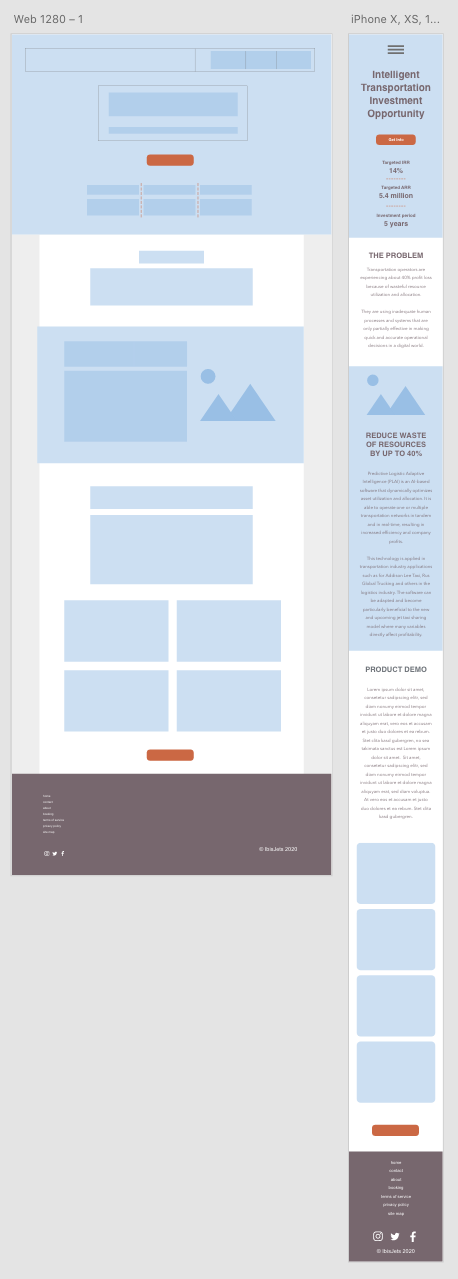 Web 1280 – 1
home
contact
about
booking
terms of service
privacy policy
site map
© IbisJets 2020
iPhone X, XS, 1...
Intelligent
Transportation
Investment
Opportunity
Get Info
Targeted IRR
14%
Targeted ARR
5.4 million
Investment period
5 years
THE PROBLEM
Transportation operators are
experiencing about 40% profit loss
because of wasteful resource
utilization and allocation.
They are using inadequate human
processes and systems that are
only partially effective in making
quick and accurate operational
decisions in a digital world.
REDUCE WASTE
OF RESOURCES
BY UP TO 40%
Predictive Logistic Adaptive
Intelligence (PLAI) is an AI-based
software that dynamically optimizes
asset utilization and allocation. It is
able to operate one or multiple
transportation networks in tandem
and in real time, resulting in
increased efficiency and company
profits.
This technology is applied in
transportation industry applications
such as for Addison Lee Taxi, Rus
Global Trucking and others in the
logistics industry. The software can
be adapted and become
particularly beneficial to the new
and upcoming jet taxi sharing
model where many variables
directly affect profitability.
PRODUCT DEMO
Lorem ipsum dolor sit amet,
consetetur sadipscing elitr, sed
diam nonumy eirmod tempor
invidunt ut labore et dolore magna
aliquyam erat, vero eos et accusam
et justo duo dolores et ea rebum.
Stet clita kasd gubergren, no sea
takimata sanctus est Lorem ipsum
dolor sit amet. Sit amet,
consetetur sadipscing elitr, sed
diam nonumy eirmod tempor
invidunt ut labore et dolore magna
aliquyam erat, sed diam voluptua.
At vero eos et accusam et justo
duo dolores et ea rebum. Stet clita
kasd gubergren.
home
contact
about
booking
terms of service
privacy policy
site map
© IbisJets 2020